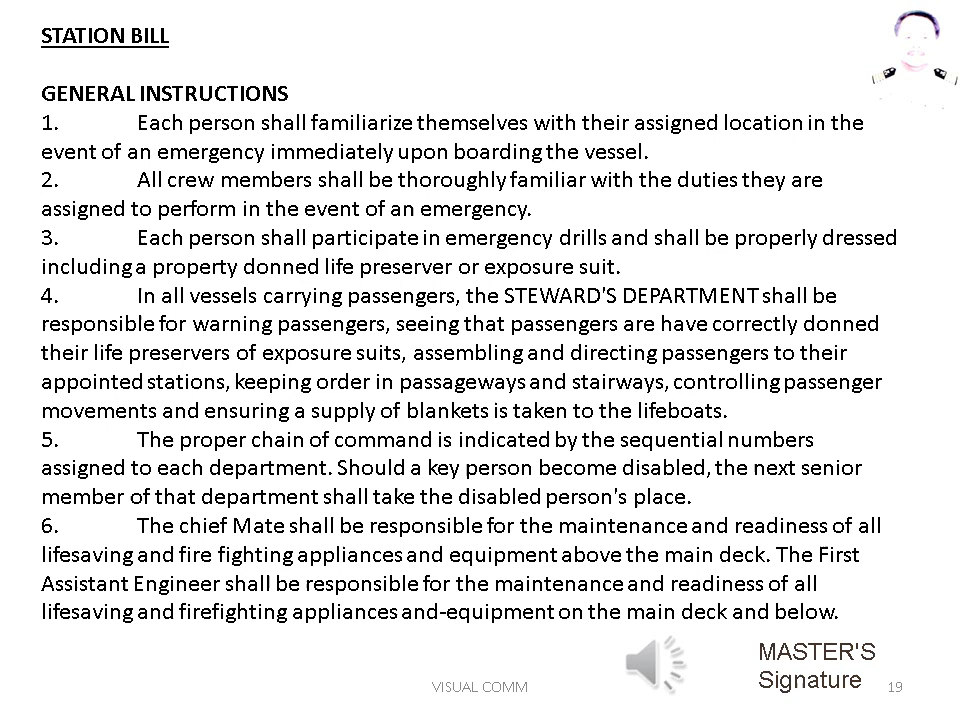 STATION BILL
GENERAL INSTRUCTIONS
1. Each person shall familiarize themselves with their assigned location in the
event of an emergency immediately upon boarding the vessel.
2. All crew members shall be thoroughly familiar with the duties they are
assigned to perform in the event of an emergency.
3. Each person shall participate in emergency drills and shall be properly dressed
including a property donned life preserver or exposure suit.
4. In all vessels carrying passengers, the STEWARD'S DEPARTMENT shall be
responsible for warning passengers, seeing that passengers are have correctly donned
their life preservers of exposure suits, assembling and directing passengers to their
appointed stations, keeping order in passageways and stairways, controlling passenger
movements and ensuring a supply of blankets is taken to the lifeboats.
5. The proper chain of command is indicated by the sequential numbers
assigned to each department. Should a key person become disabled, the next senior
member of that department shall take the disabled person's place.
6. The chief Mate shall be responsible for the maintenance and readiness of all
lifesaving and fire fighting appliances and equipment above the main deck. The First
Assistant Engineer shall be responsible for the maintenance and readiness of all
lifesaving and firefighting appliances and-equipment on the main deck and below.
MASTER'S
Signature
VISUAL COMM
19